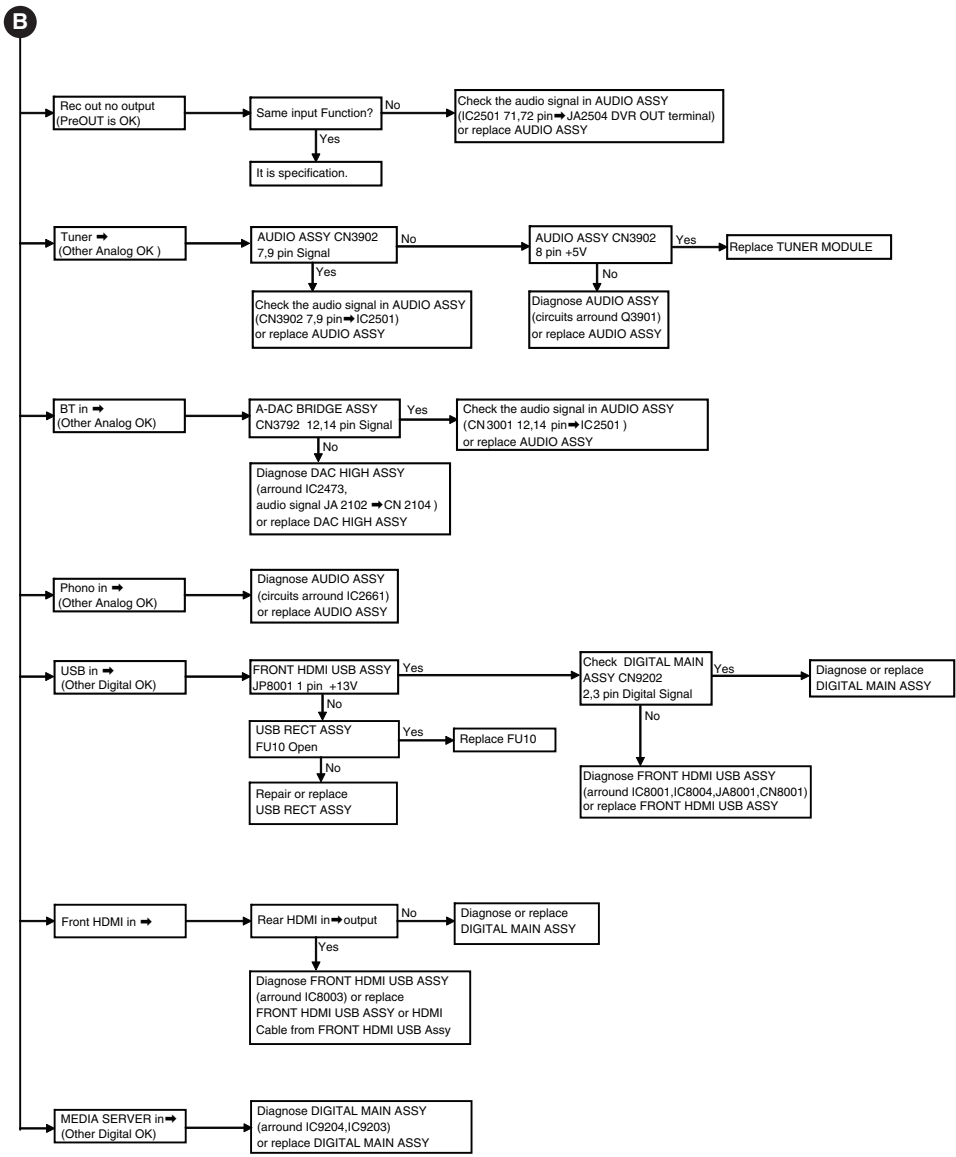 B
Rec out no output
(PreOUT is OK)
Same input Function?
No
Check the audio signal in AUDIO ASSY
(IC2501 71,72 pin➡JA2504 DVR OUT terminal)
or replace AUDIO ASSY
Yes
It is specification.
Tuner ➡
(Other Analog OK )
AUDIO ASSY CN3902
7,9 pin Signal
No
AUDIO ASSY CN3902
8 pin +5V
Yes
Replace TUNER MODULE
Yes
Check the audio signal in AUDIO ASSY
(CN3902 7,9 pin➡IC2501)
or replace AUDIO ASSY
No
Diagnose AUDIO ASSY
(circuits arround Q3901)
or replace AUDIO ASSY
BT in ➡
(Other Analog OK)
A-DAC BRIDGE ASSY
CN3792 12,14 pin Signal
Yes
Check the audio signal in AUDIO ASSY
(CN3001 12,14 pin➡IC2501 )
or replace AUDIO ASSY
No
Diagnose DAC HIGH ASSY
(arround IC2473,
audio signal JA 2102 ➡CN 2104 )
or replace DAC HIGH ASSY
Phono in ➡
(Other Analog OK)
Diagnose AUDIO ASSY
(circuits arround IC2661)
or replace AUDIO ASSY
USB in ➡
(Other Digital OK)
FRONT HDMI USB ASSY
JP8001 1 pin +13V
Yes
Check DIGITAL MAIN
ASSY CN9202
2,3 pin Digital Signal
Yes
Diagnose or replace
DIGITAL MAIN ASSY
No
USB RECT ASSY
FU10 Open
Yes
Replace FU10
No
Repair or replace
USB RECT ASSY
No
Diagnose FRONT HDMI USB ASSY
(arround IC8001,IC8004,JA8001,CN8001)
or replace FRONT HDMI USB ASSY
Front HDMI in ➡
Rear HDMI in➡output
No
Diagnose or replace
DIGITAL MAIN ASSY
Yes
Diagnose FRONT HDMI USB ASSY
(arround IC8003) or replace
FRONT HDMI USB ASSY or HDMI
Cable from FRONT HDMI USB Assy
MEDIA SERVER in➡
(Other Digital OK)
Diagnose DIGITAL MAIN ASSY
(arround IC9204,IC9203)
or replace DIGITAL MAIN ASSY